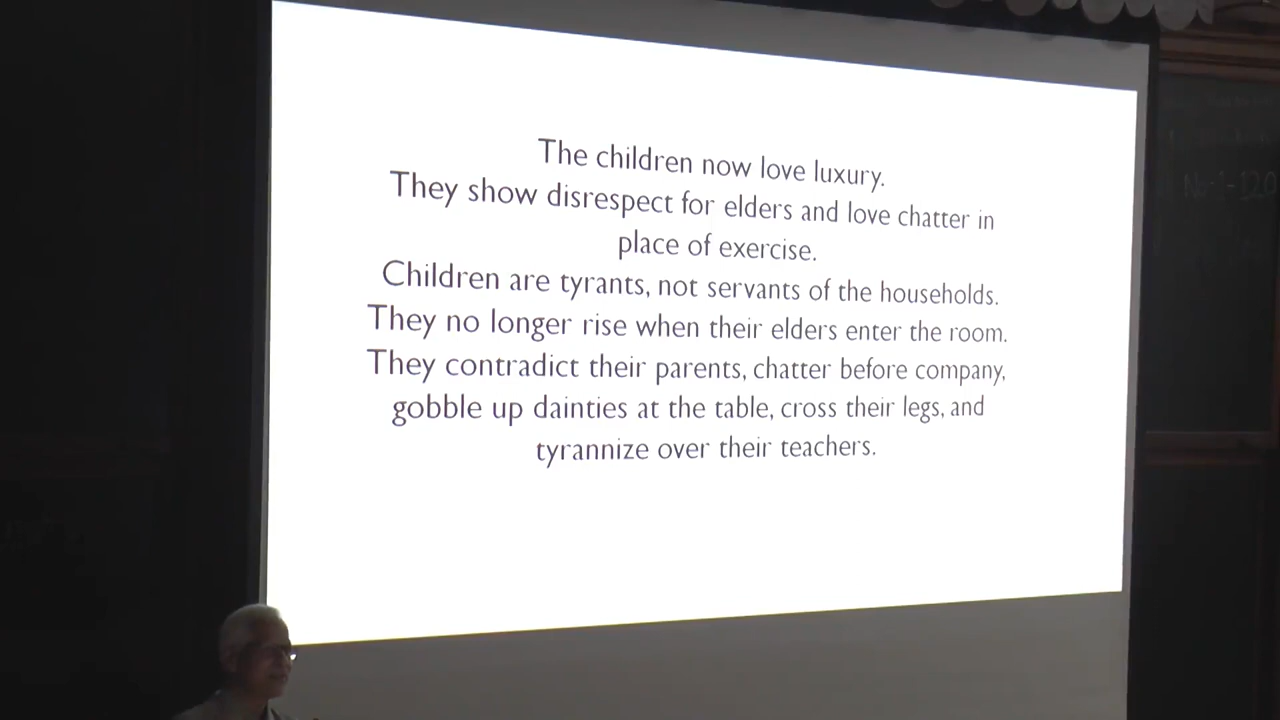 The children now love luxury.
They show disrespect for elders and love chatter in
place of exercise.
Children are tyrants, not servants of the households.
They no longer rise when their elders enter the room.
They contradict their parents, chatter before company,
gobble up dainties at the table, cross their legs, and
tyrannize over their teachers.